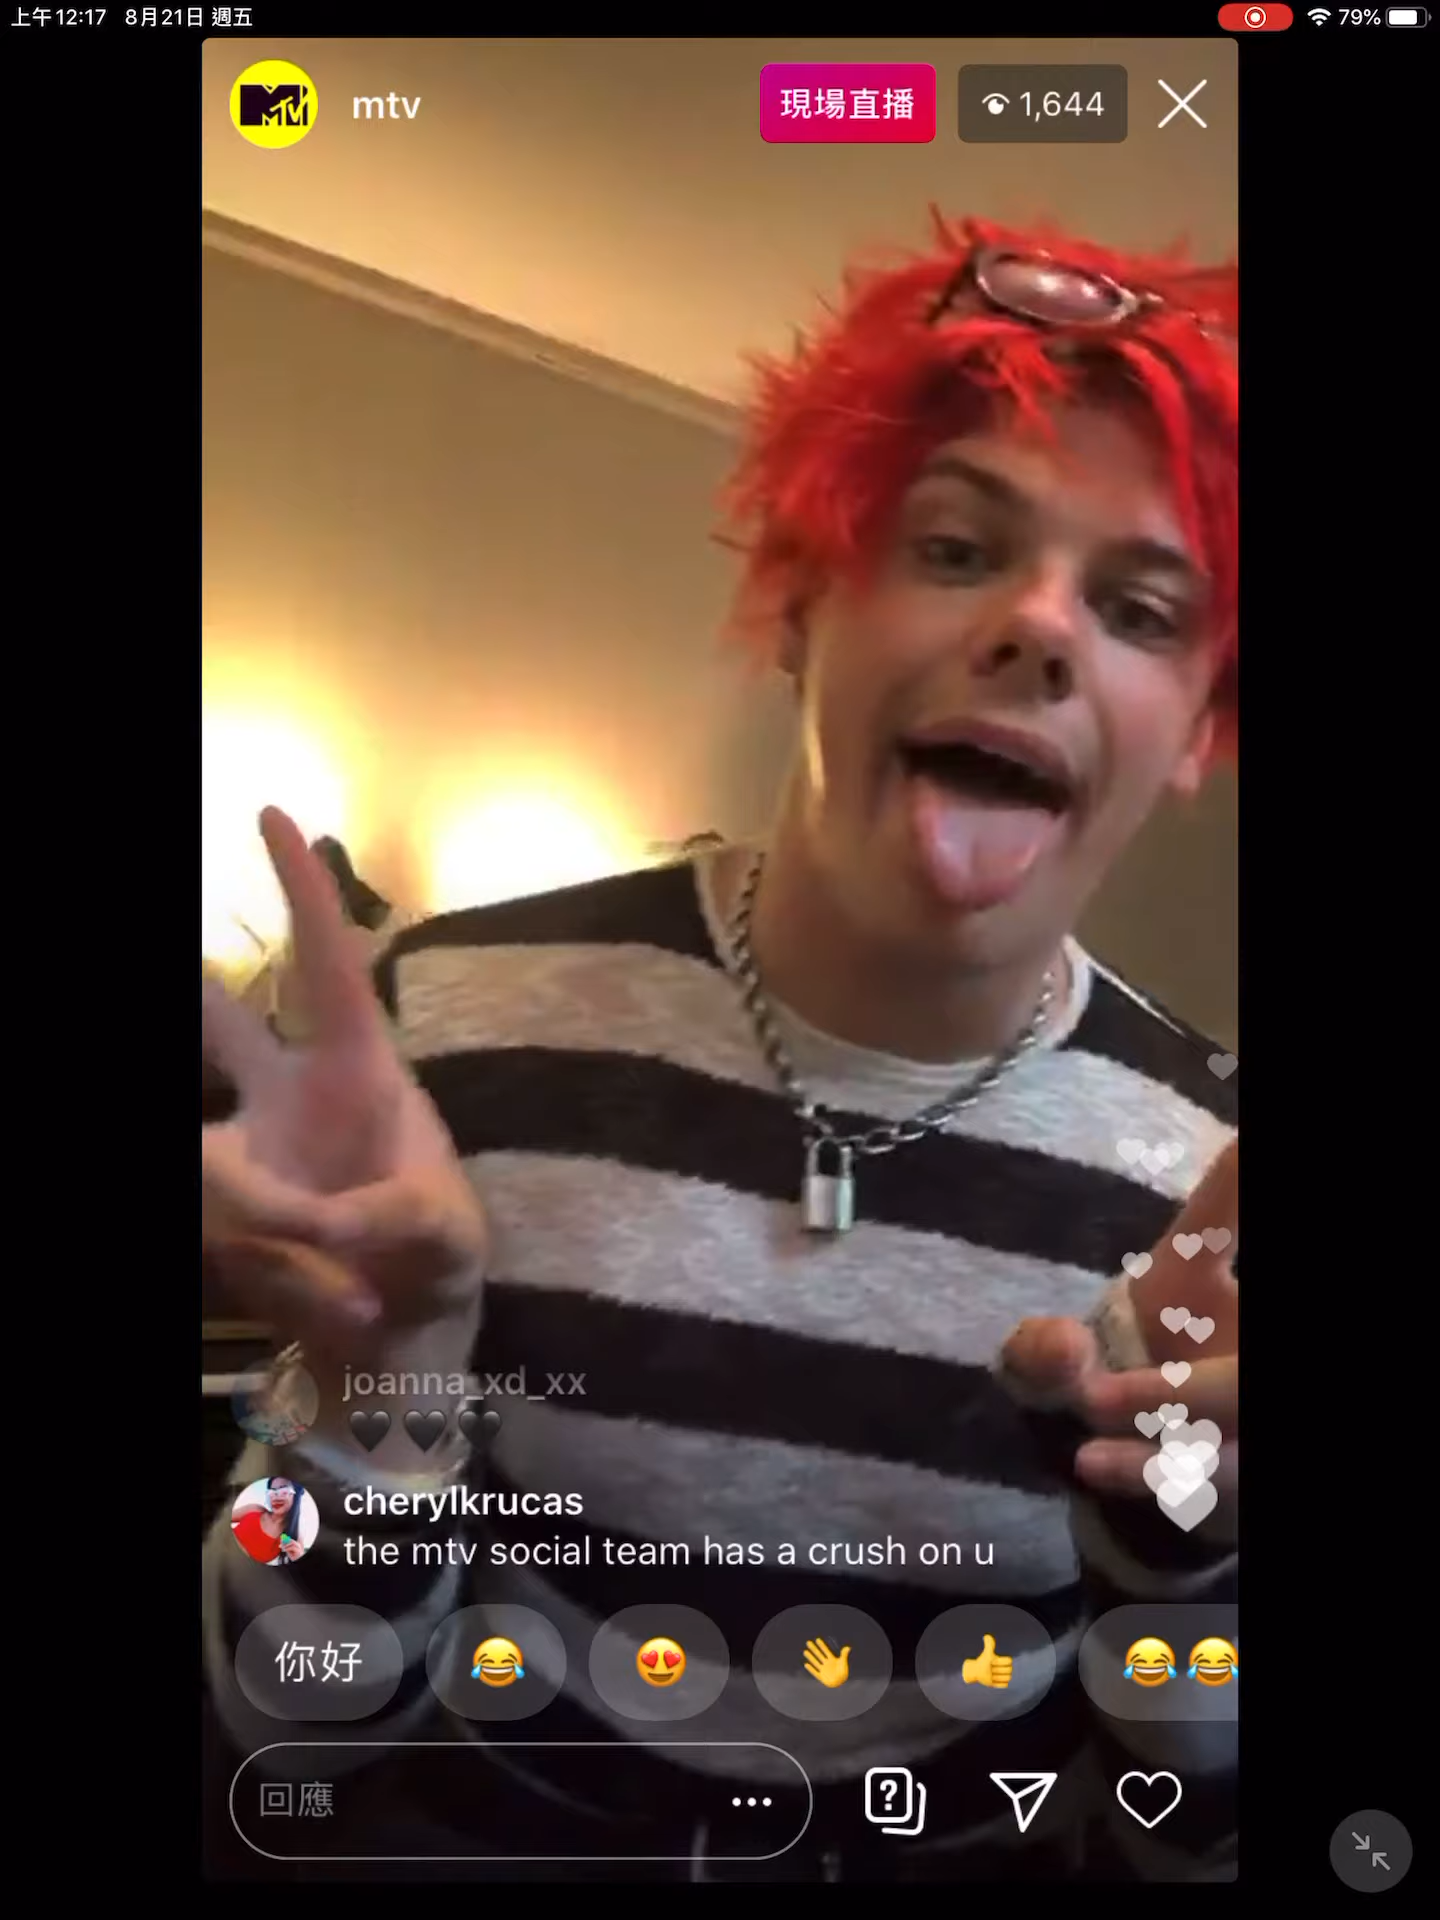 上午12:17 8月21日 週五
79%
mtv
現場直播
1,644
joanna_xd_xx
🖤🖤🖤
cherylkrucas
the mtv social team has a crush on u
你好 😂 😍 👋 👍 😂😂
回應